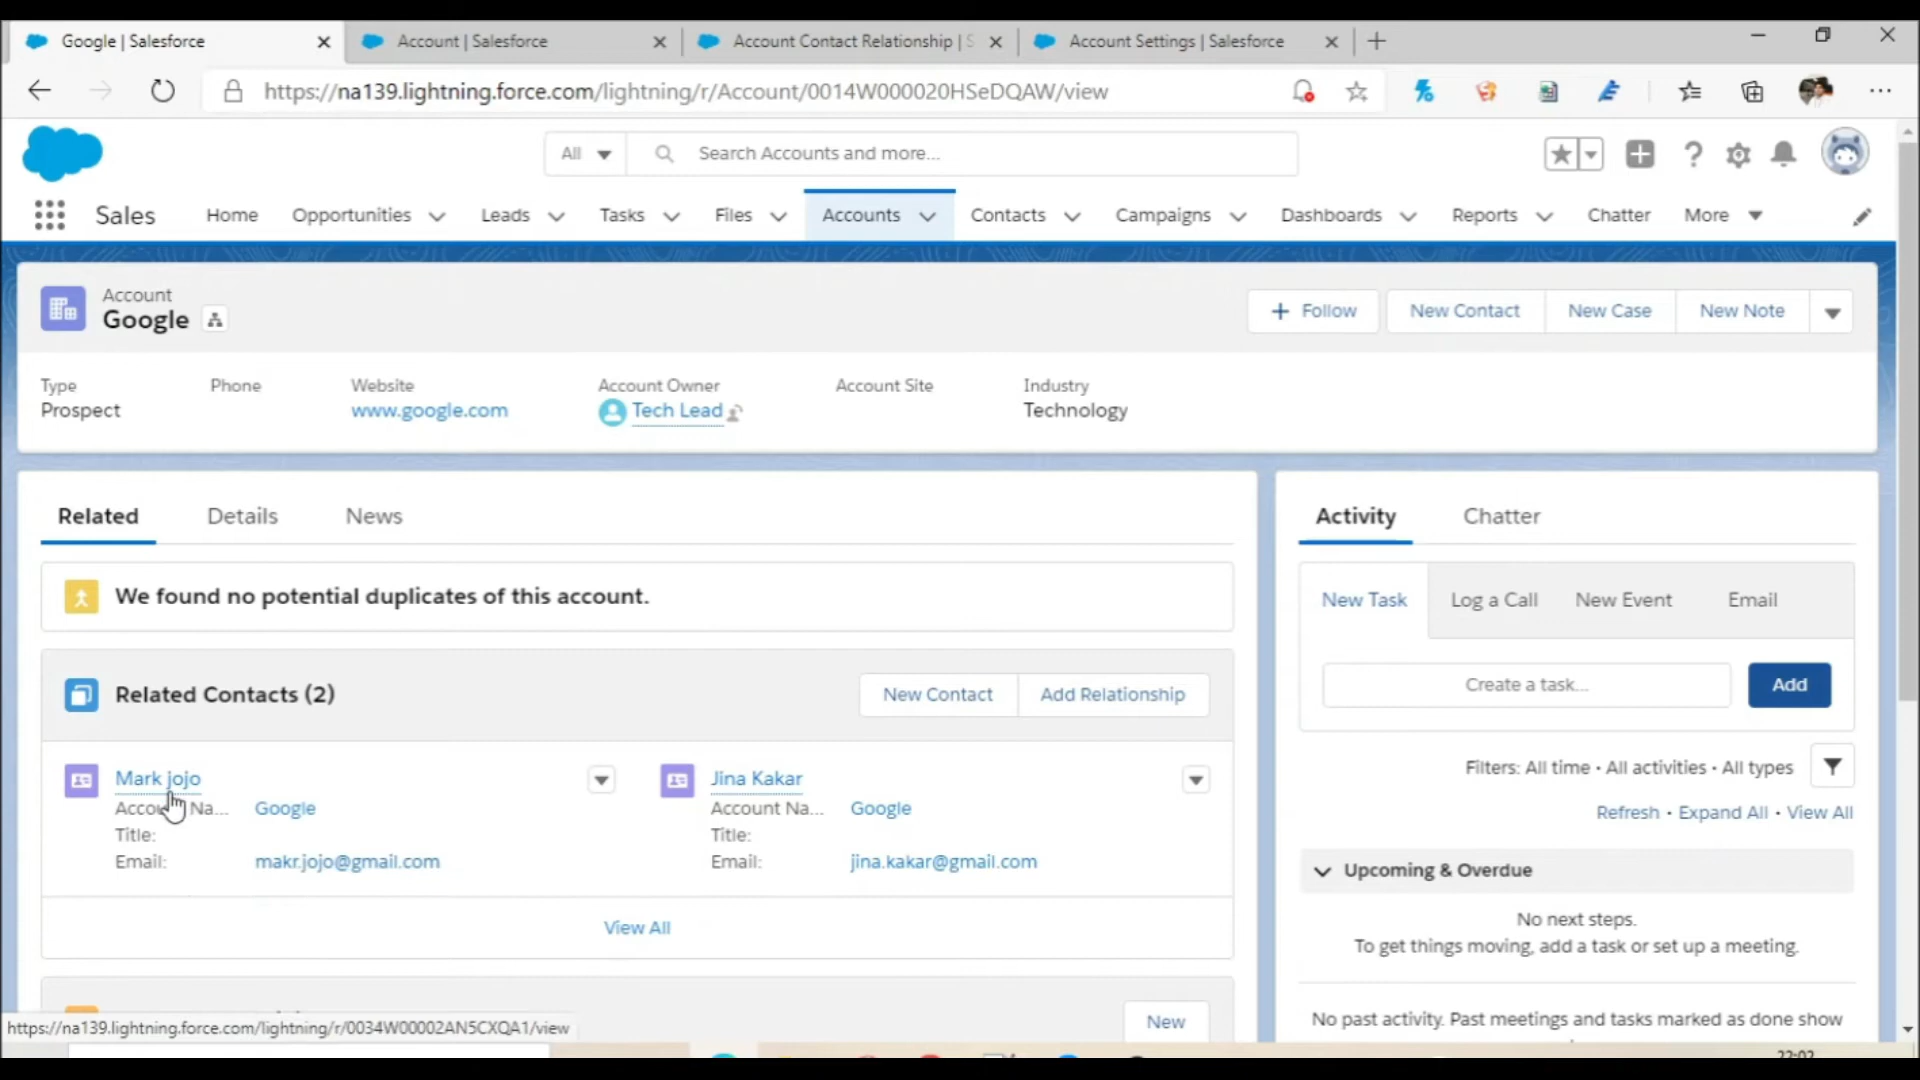 Google | Salesforce
Account | Salesforce
Account Contact Relationship | S
Account Settings | Salesforce
https://na139.lightning.force.com/lightning/r/Account/0014W000020HSeDQAW/view
All
Search Accounts and more...
Sales
Home
Opportunities
Leads
Tasks
Files
Accounts
Contacts
Campaigns
Dashboards
Reports
Chatter
More
Account
Google
Follow
New Contact
New Case
New Note
Type
Prospect
Phone
Website
www.google.com
Account Owner
Tech Lead
Account Site
Industry
Technology
Related
Details
News
We found no potential duplicates of this account.
Related Contacts (2)
New Contact
Add Relationship
Mark jojo
Account Na...
Google
Title:
Email:
makr.jojo@gmail.com
Jina Kakar
Account Na...
Google
Title:
Email:
jina.kakar@gmail.com
View All
New
https://na139.lightning.force.com/lightning/r/0034W00002AN5CXQA1/view
Activity
Chatter
New Task
Log a Call
New Event
Email
Create a task...
Add
Filters: All time • All activities • All types
Refresh • Expand All • View All
Upcoming & Overdue
No next steps.
To get things moving, add a task or set up a meeting.
No past activity. Past meetings and tasks marked as done show